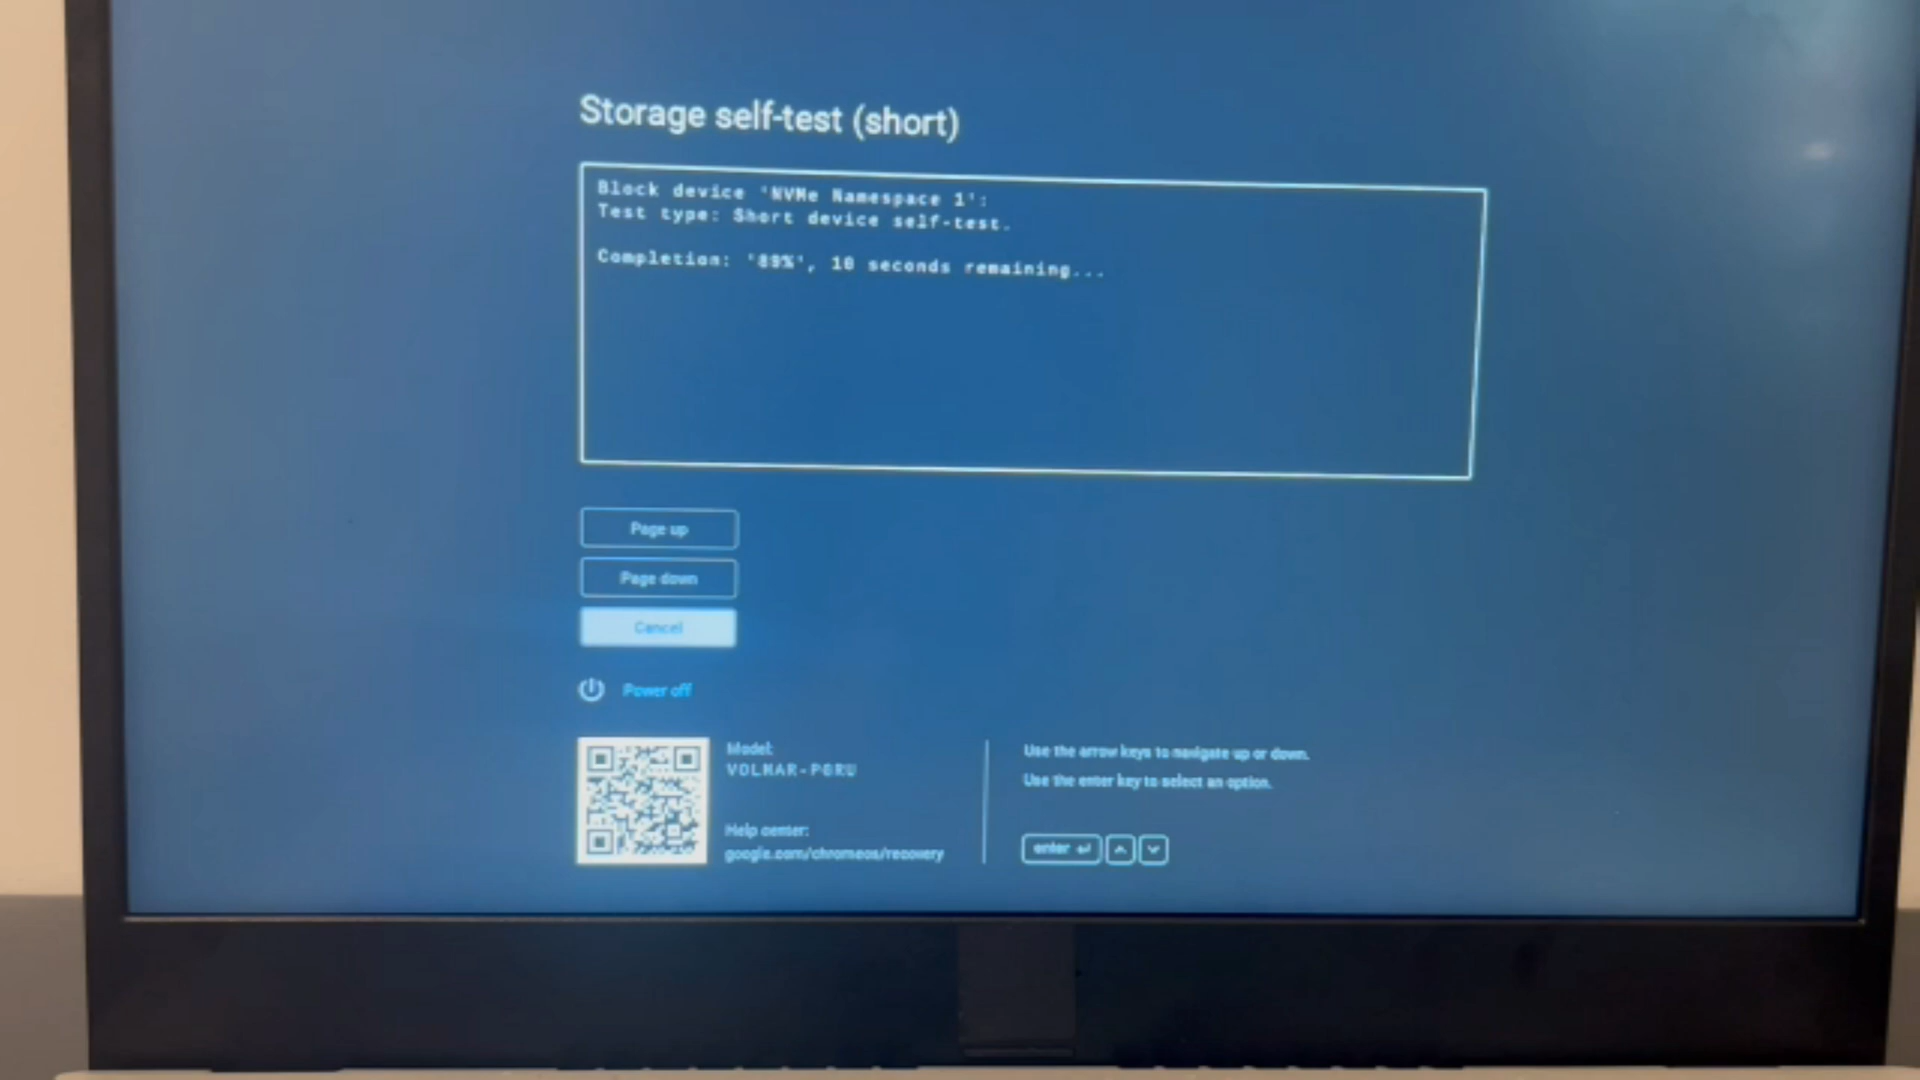 Storage self-test (short)
Block device 'NVMe Namespace 1':
Test type: Short device self-test.
Completion: '89%', 10 seconds remaining...
Page up
Page down
Cancel
Power off
Model:
VOLMAR-PGRU
Help center:
google.com/chromeos/recovery
Use the arrow keys to navigate up or down.
Use the enter key to select an option.
enter